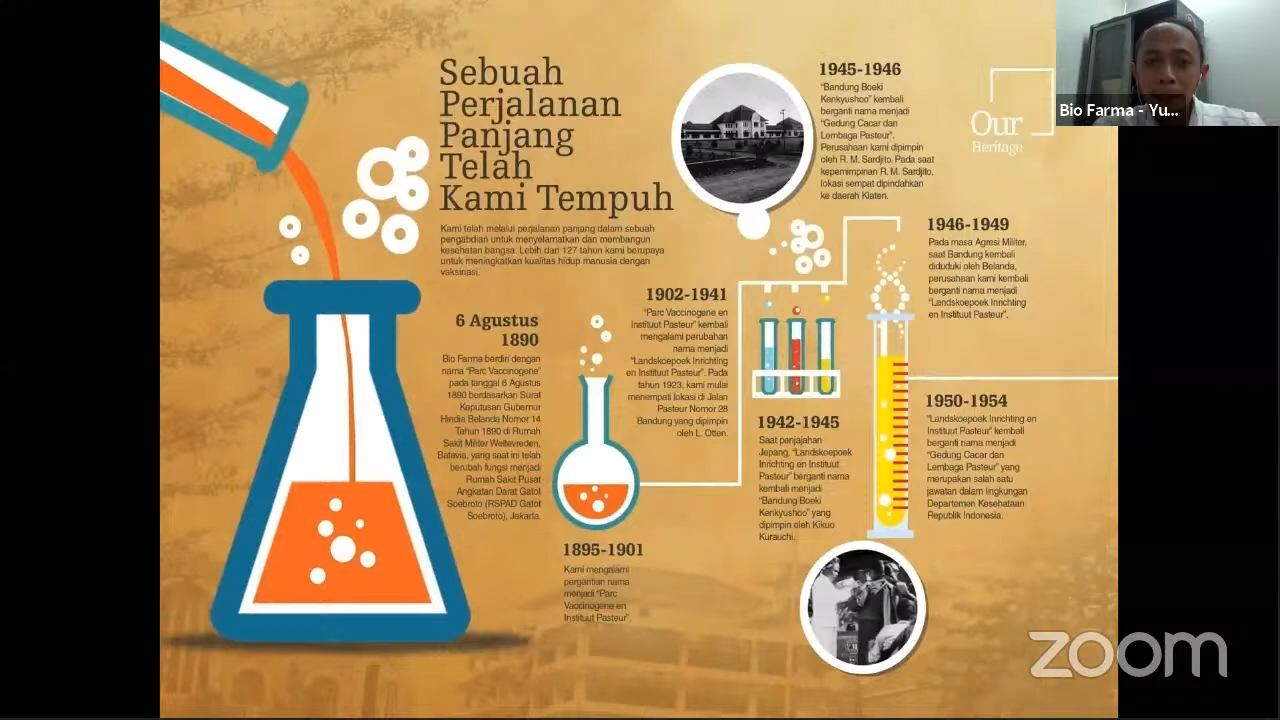 Sebuah
Perjalanan
Panjang
Telah
Kami Tempuh
Kami telah melalui perjalanan panjang dalam sebuah
pengabdian untuk menyelamatkan dan membangun
kesehatan bangsa. Lebih dari 127 tahun kami berupaya
untuk meningkatkan kualitas hidup manusia dengan
vaksinasi.
6 Agustus
1890
Bio Farma berdiri dengan
nama "Parc Vaccinogene"
pada tanggal 6 Agustus
1890 berdasarkan Surat
Keputusan Gubernur
Hindia Belanda Nomor 14
Tahun 1890 di Rumah
Sakit Militer Weltevreden,
Batavia, yang saat ini telah
berubah fungsi menjadi
Rumah Sakit Pusat
Angkatan Darat Gatot
Soebroto (RSPAD Gatot
Soebroto), Jakarta.
1895-1901
Kami mengalami
pergantian nama
menjadi "Parc
Vaccinogene en
Instituut Pasteur".
1902-1941
"Parc Vaccinogene en
Instituut Pasteur" kembali
mengalami perubahan
nama menjadi
"Landskoepoek Inrichting
en Instituut Pasteur". Pada
tahun 1923, kami mulai
menempati lokasi di Jalan
Pasteur Nomor 28
Bandung yang dipimpin
oleh L. Otten.
1942-1945
Saat penjajahan
Jepang, "Landskoepoek
Inrichting en Instituut
Pasteur" berganti nama
kembali menjadi
"Bandung Boeki
Kenkyushoo" yang
dipimpin oleh Kikuo
Kurauchi.
1945-1946
"Bandung Boeki
Kenkyushoo" kembali
berganti nama menjadi
"Gedung Cacar dan
Lembaga Pasteur".
Perusahaan kami dipimpin
oleh R. M. Sardjito. Pada saat
kepemimpinan R. M. Sardjito,
lokasi sempat dipindahkan
ke daerah Klaten.
1946-1949
Pada masa Agresi Militer,
saat Bandung kembali
diduduki oleh Belanda,
perusahaan kami kembali
berganti nama menjadi
"Landskoepoek Inrichting
en Instituut Pasteur".
1950-1954
"Landskoepoek Inrichting en
Instituut Pasteur" kembali
berganti nama menjadi
"Gedung Cacar dan
Lembaga Pasteur" yang
merupakan salah satu
jawatan dalam lingkungan
Departemen Kesehataan
Republik Indonesia.
Our
Heritage
Bio Farma - Yu...
zoom